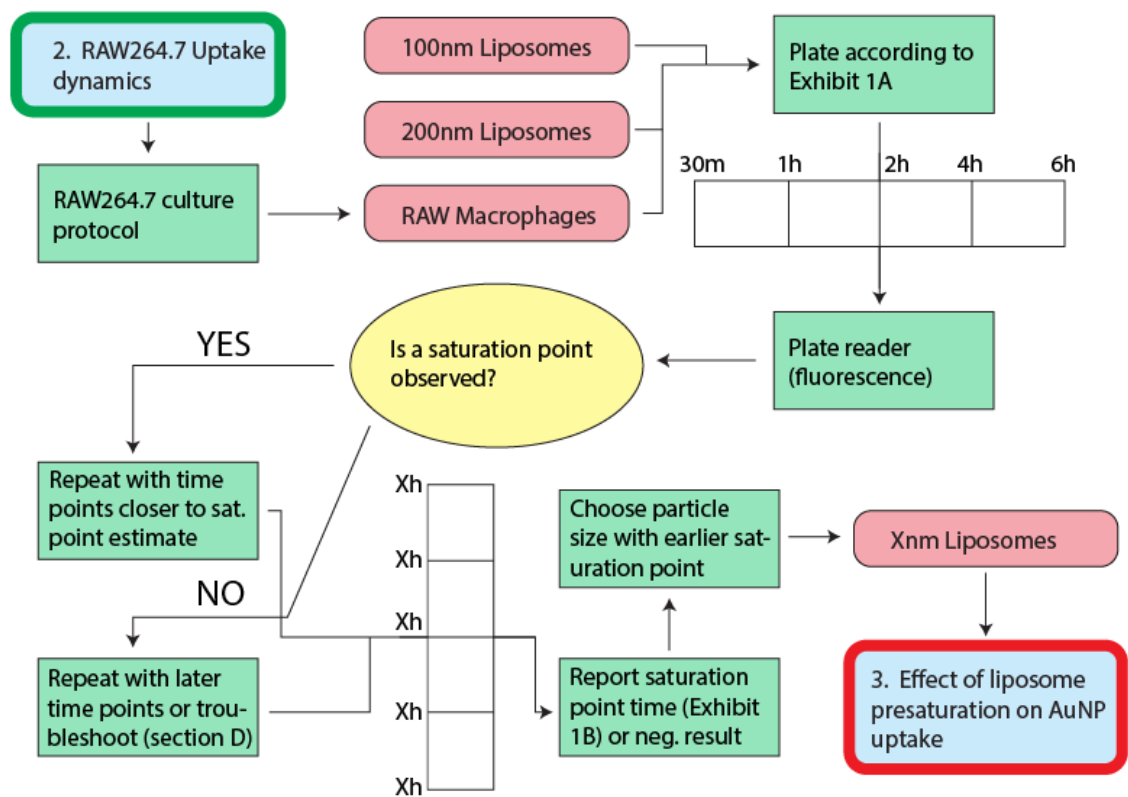 2. RAW264.7 Uptake
dynamics
100nm Liposomes
Plate according to
Exhibit 1A
200nm Liposomes
RAW264.7 culture
protocol
RAW Macrophages
30m 1h 2h 4h 6h
YES
Is a saturation point
observed?
Plate reader
(fluorescence)
Repeat with time
points closer to sat.
point estimate
NO
Repeat with later
time points or trou-
bleshoot (section D)
Xh
Xh
Xh
Xh
Xh
Choose particle
size with earlier sat-
uration point
Xnm Liposomes
Report saturation
point time (Exhibit
1B) or neg. result
3. Effect of liposome
presaturation on AuNP
uptake